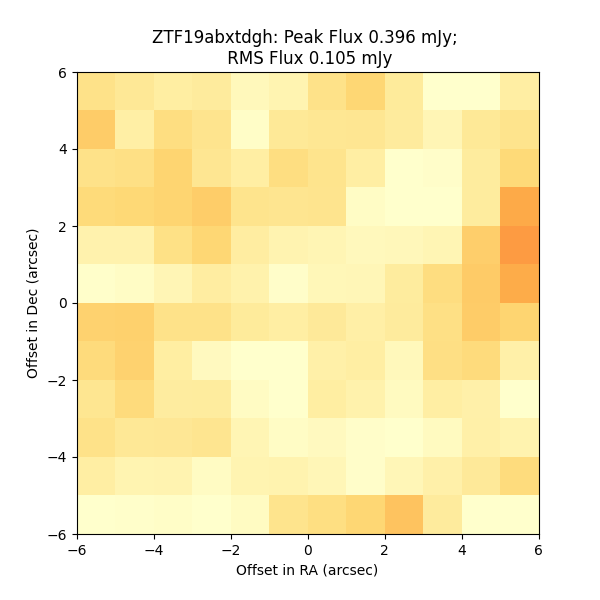 ZTF19abxtdgh: Peak Flux 0.396 mJy;
RMS Flux 0.105 mJy
6
4
2
0
−2
−4
−6
Offset in Dec (arcsec)
−6 −4 −2 0 2 4 6
Offset in RA (arcsec)